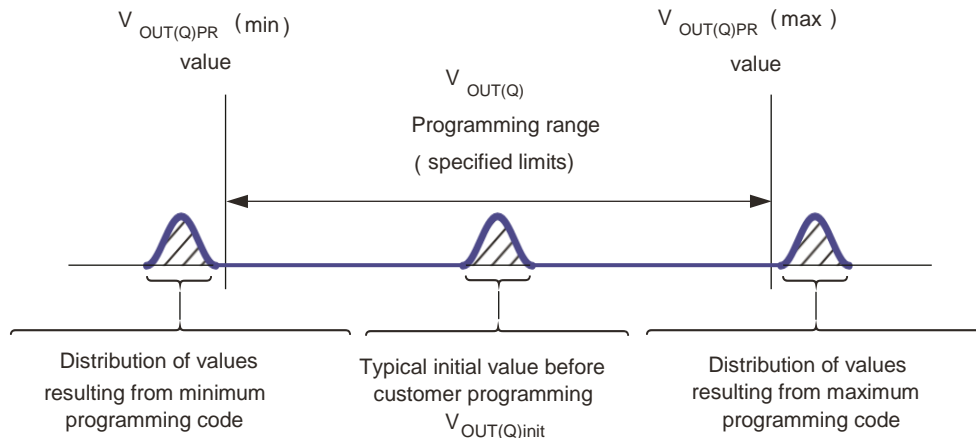 V OUT(Q)PR (min)
value
V OUT(Q)PR (max)
value
V OUT(Q)
Programming range
( specified limits)
Distribution of values
resulting from minimum
programming code
Typical initial value before
customer programming
V OUT(Q)init
Distribution of values
resulting from maximum
programming code